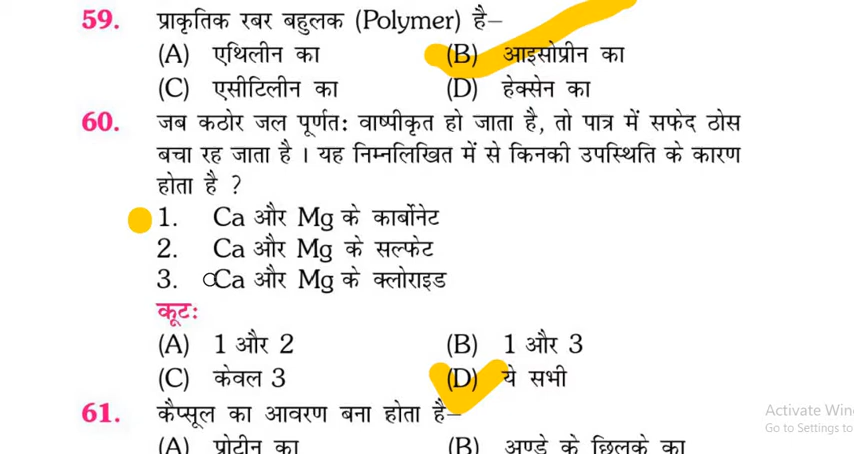 59. प्राकृतिक रबर बहुलक (Polymer) है–
(A) एथिलीन का (B) आइसोप्रीन का
(C) एसीटिलीन का (D) हेक्सेन का
60. जब कठोर जल पूर्णत: वाष्पीकृत हो जाता है, तो पात्र में सफेद ठोस
बचा रह जाता है । यह निम्नलिखित में से किनकी उपस्थिति के कारण
होता है ?
1. Ca और Mg के कार्बोनेट
2. Ca और Mg के सल्फेट
3. Ca और Mg के क्लोराइड
कूट:
(A) 1 और 2 (B) 1 और 3
(C) केवल 3 (D) ये सभी
61. कैप्सूल का आवरण बना होता है–
(A) प्रोटीन का (B) अण्डे के छिलके का
Activate Win
Go to Settings to